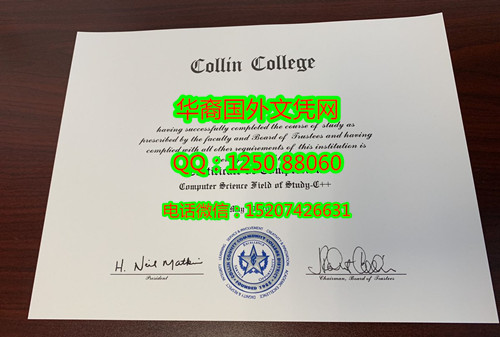 Collin College
华裔国外文凭网
having successfully completed the course of study as
prescribed by the faculty and Board of Trustees and having
complied with all other requirements of this institution is
QQ：1250188060
Computer Science Field of Study-C++
电话微信：15207426631
H. Neil Matkin
President
Chairman, Board of Trustees